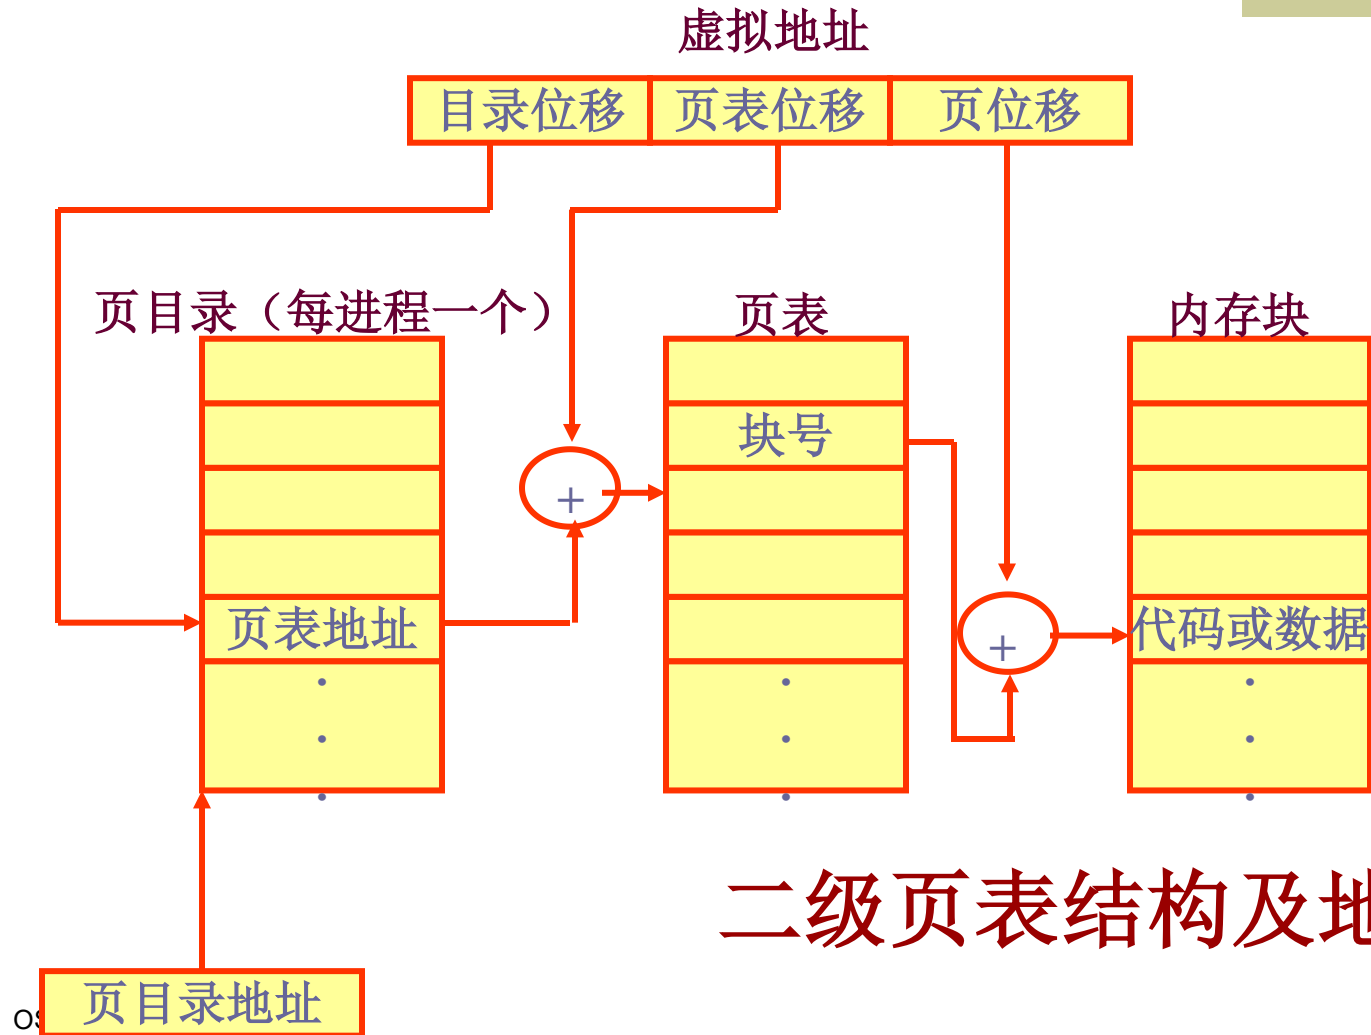 虚拟地址
目录位移 页表位移 页位移
页目录（每进程一个） 页表 内存块
块号
+
页表地址
+
代码或数据
二级页表结构及
页目录地址